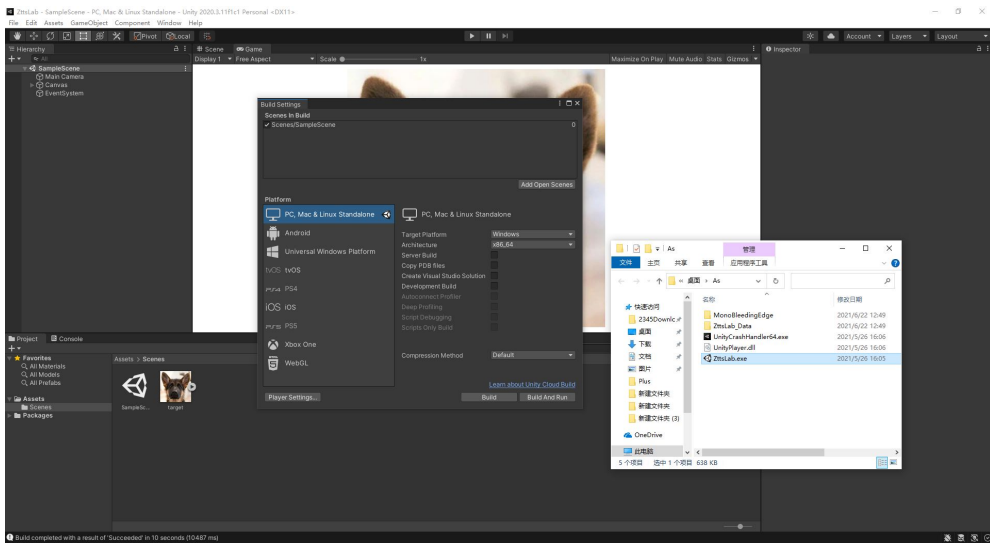 ZttsLab - SampleScene - PC, Mac & Linux Standalone - Unity 2020.3.11f1c1 Personal <DX11>
File Edit Assets GameObject Component Window Help
Pivot Local
Account Layers Layout
Hierarchy
All
SampleScene
Main Camera
Canvas
EventSystem
Scene Game
Display 1 Free Aspect Scale 1x Maximize On Play Mute Audio Stats Gizmos
Inspector
Build Settings
Scenes In Build
Scenes/SampleScene 0
Add Open Scenes
Platform
PC, Mac & Linux Standalone
Android
Universal Windows Platform
tvOS tvOS
PS4 PS4
iOS iOS
PS5 PS5
Xbox One
WebGL
Player Settings...
PC, Mac & Linux Standalone
Target Platform Windows
Architecture x86_64
Server Build
Copy PDB files
Create Visual Studio Solution
Development Build
Autoconnect Profiler
Deep Profiling
Script Debugging
Scripts Only Build
Compression Method Default
Learn about Unity Cloud Build
Build Build And Run
As 管理
文件 主页 共享 查看 应用程序工具
« 桌面 > As
快速访问
2345Downlc
桌面
下载
文档
图片
Plus
新建文件夹
新建文件夹
新建文件夹 (3)
OneDrive
此电脑
名称 修改日期
MonoBleedingEdge 2021/6/22 12:49
ZttsLab_Data 2021/6/22 12:49
UnityCrashHandler64.exe 2021/5/26 16:06
UnityPlayer.dll 2021/5/26 16:06
ZttsLab.exe 2021/5/26 16:05
5 个项目 选中 1 个项目 638 KB
Project Console
Favorites
All Materials
All Models
All Prefabs
Assets
Scenes
Packages
Assets > Scenes
SampleSc... target
Build completed with a result of 'Succeeded' in 10 seconds (10487 ms)